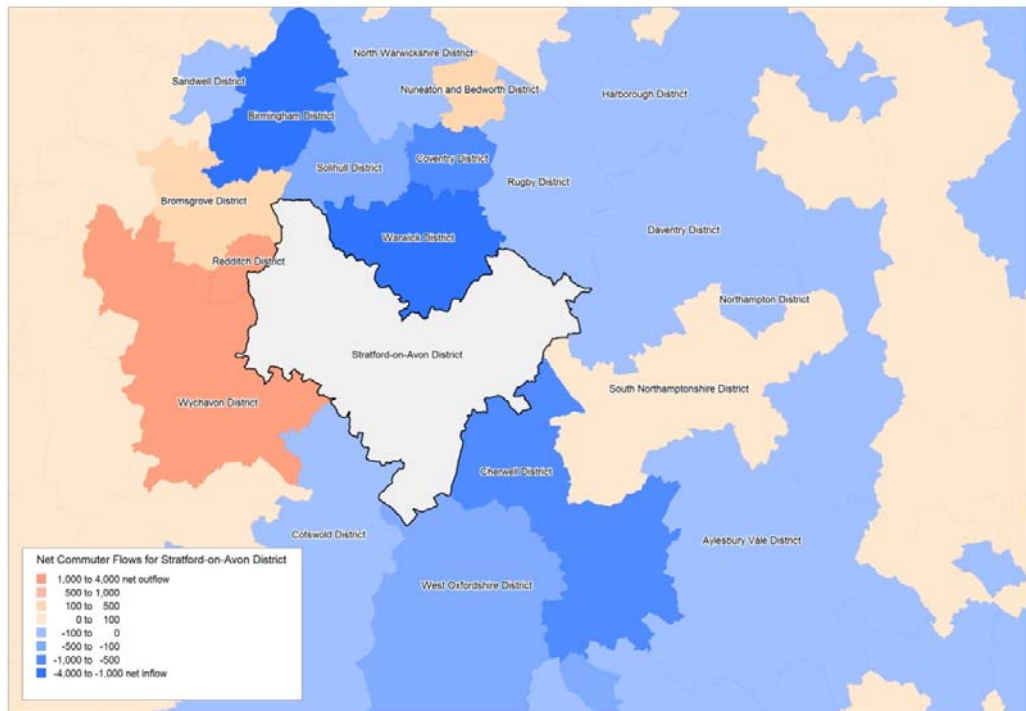 North Warwickshire District
Sandwell District
Nuneaton and Bedworth District
Harborough District
Birmingham District
Solihull District
Coventry District
Rugby District
Bromsgrove District
Daventry District
Warwick District
Redditch District
Northampton District
Stratford-on-Avon District
South Northamptonshire District
Wychavon District
Cherwell District
Cotswold District
Aylesbury Vale District
West Oxfordshire District
Net Commuter Flows for Stratford-on-Avon District
1,000 to 4,000 net outflow
500 to 1,000
100 to 500
0 to 100
-100 to 0
-500 to -100
-1,000 to -500
-4,000 to -1,000 net inflow